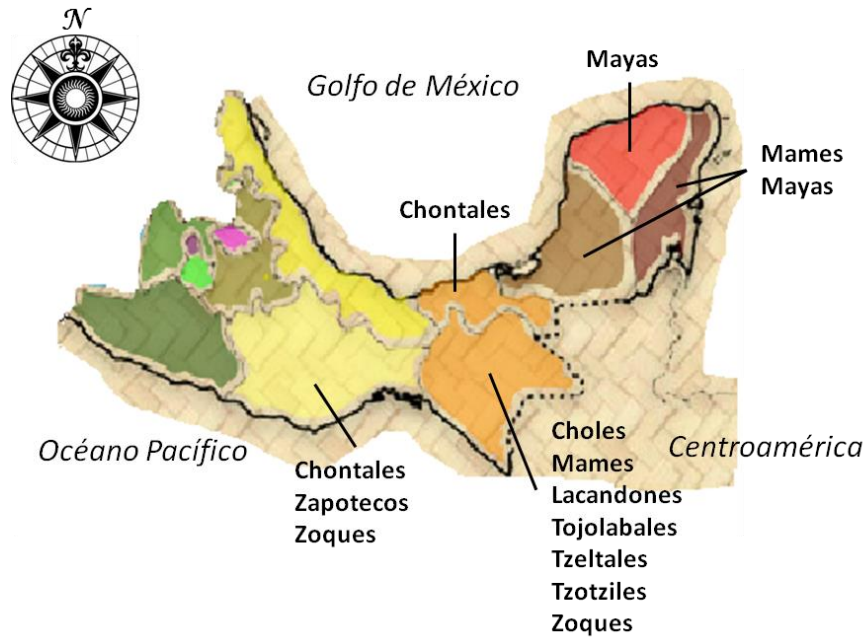 N
Golfo de México
Mayas
Mames
Mayas
Chontales
Océano Pacífico
Chontales
Zapotecos
Zoques
Choles
Mames
Lacandones
Tojolabales
Tzeltales
Tzotziles
Zoques
Centroamérica